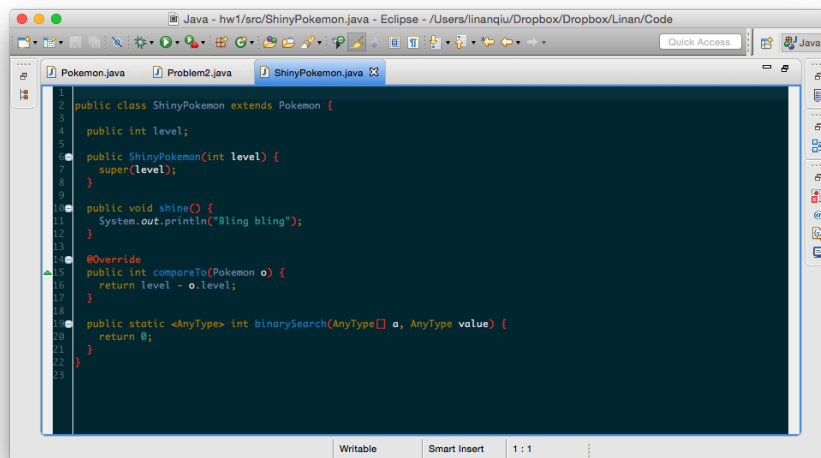 Java - hw1/src/ShinyPokemon.java - Eclipse - /Users/linanqiu/Dropbox/Dropbox/Linan/Code
Quick Access
Java
Pokemon.java
Problem2.java
ShinyPokemon.java
1
2 public class ShinyPokemon extends Pokemon {
3
4   public int level;
5
6   public ShinyPokemon(int level) {
7     super(level);
8   }
9
10   public void shine() {
11     System.out.println("Bling bling");
12   }
13
14   @Override
15   public int compareTo(Pokemon o) {
16     return level - o.level;
17   }
18
19   public static <AnyType> int binarySearch(AnyType[] a, AnyType value) {
20     return 0;
21   }
22 }
23
Writable
Smart Insert
1 : 1